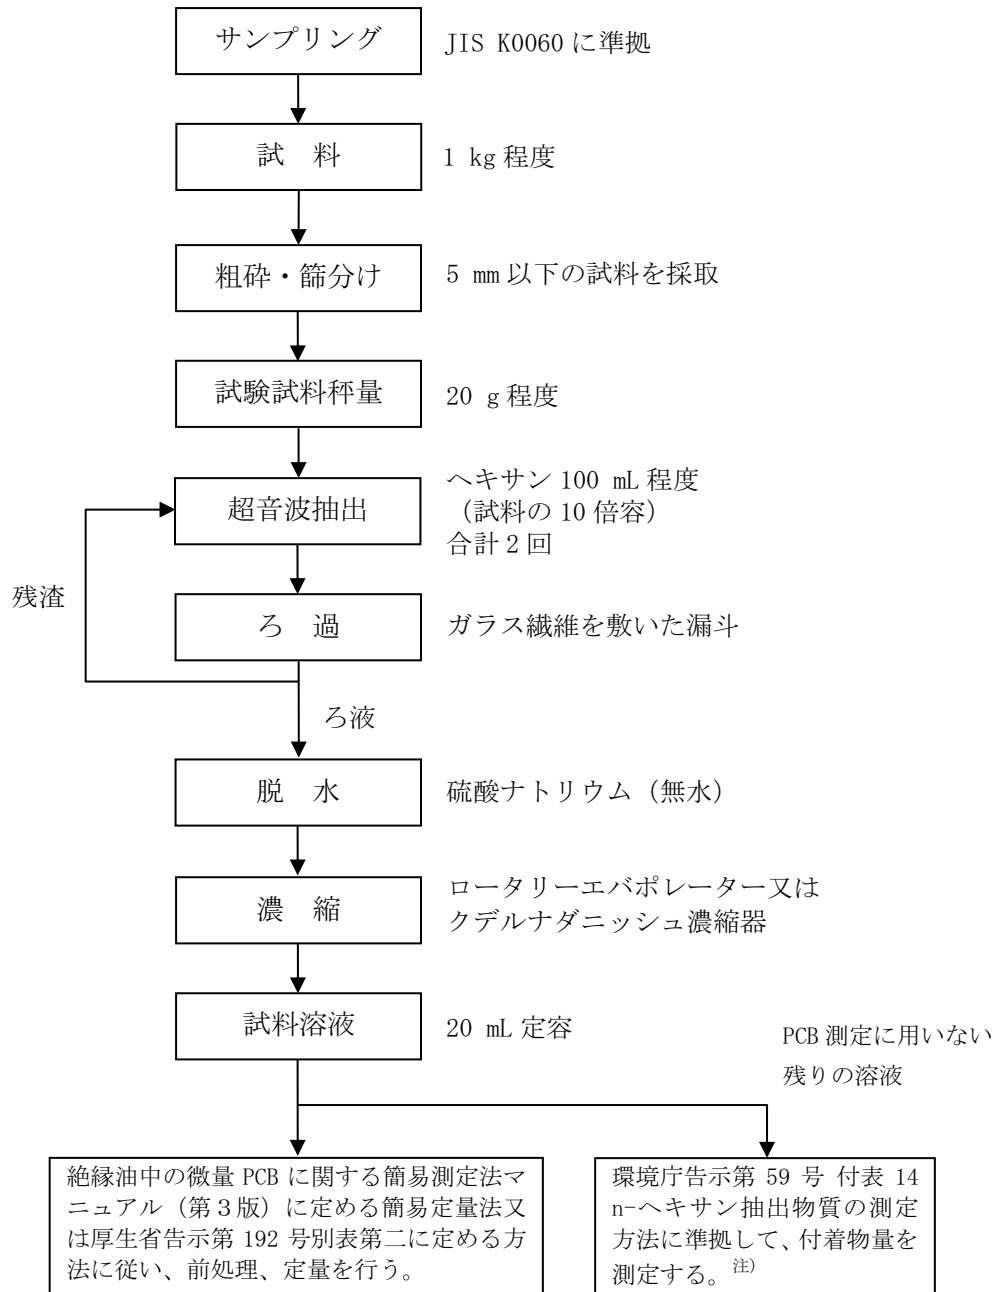 サンプリング
JIS K0060 に準拠
試　料
1 kg 程度
粗砕・篩分け
5 mm 以下の試料を採取
試験試料秤量
20 g 程度
超音波抽出
ヘキサン 100 mL 程度
（試料の 10 倍容）
合計２回
残渣
ろ　過
ガラス繊維を敷いた漏斗
ろ液
脱　水
硫酸ナトリウム（無水）
濃　縮
ロータリーエバポレーター又は
クデルナダニッシュ濃縮器
試料溶液
20 mL 定容
PCB 測定に用いない
残りの溶液
絶縁油中の微量 PCB に関する簡易測定法マ
ニュアル（第３版）に定める簡易定量法又
は厚生省告示第 192 号別表第二に定める方
法に従い、前処理、定量を行う。
環境庁告示第 59 号 付表 14
n-ヘキサン抽出物質の測定
方法に準拠して、付着物量を
測定する。注）